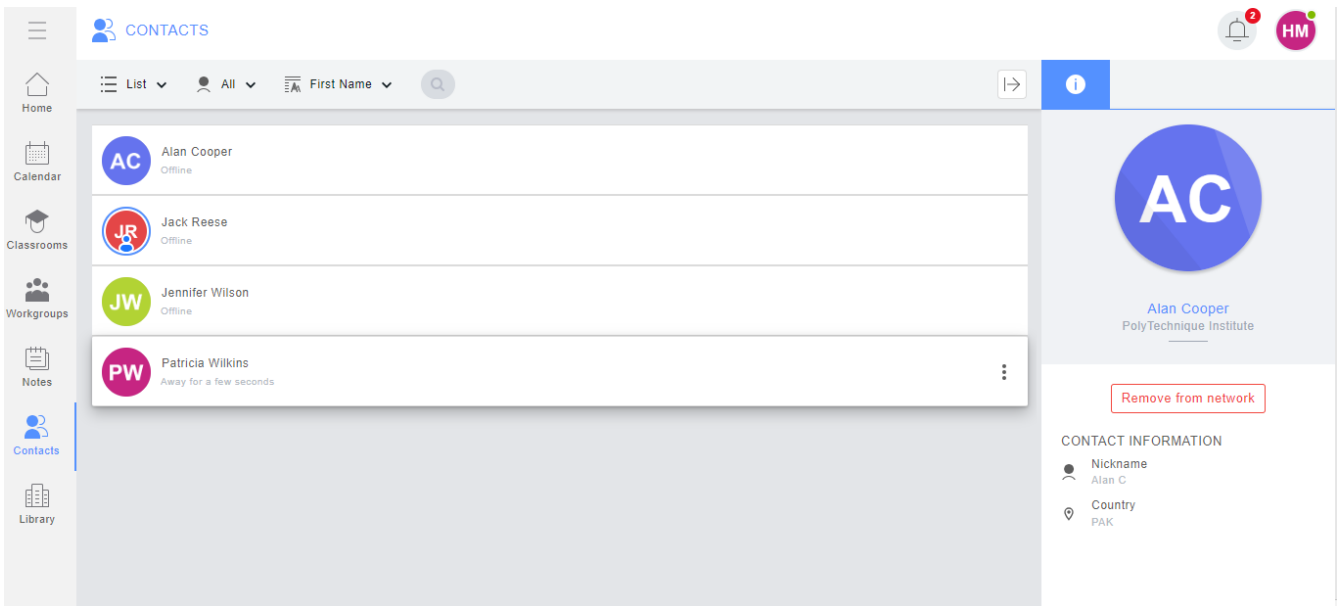 CONTACTS
2
HM
List
All
First Name
Home
Calendar
Classrooms
Workgroups
Notes
Contacts
Library
AC
Alan Cooper
Offline
JR
Jack Reese
Offline
JW
Jennifer Wilson
Offline
PW
Patricia Wilkins
Away for a few seconds
i
AC
Alan Cooper
PolyTechnique Institute
Remove from network
CONTACT INFORMATION
Nickname
Alan C
Country
PAK